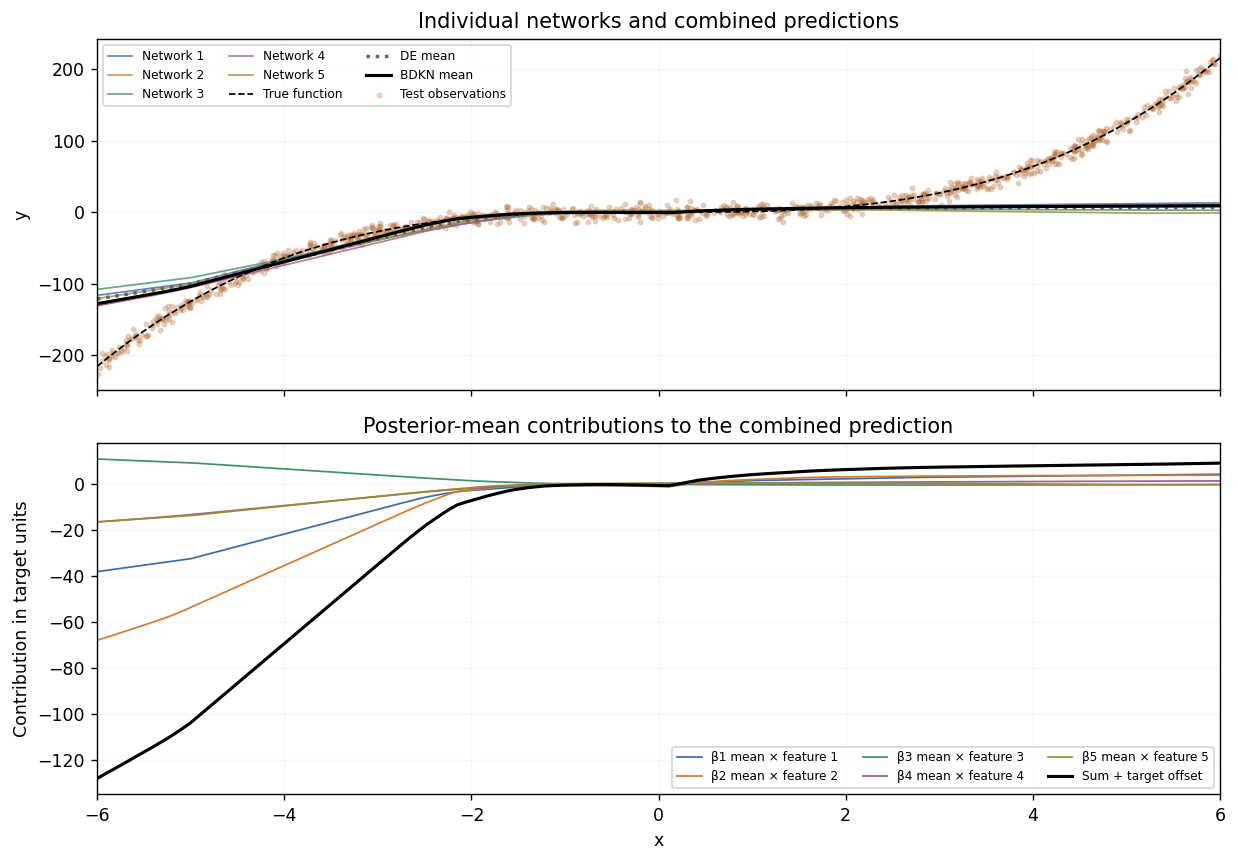 Individual networks and combined predictions
Network 1
Network 2
Network 3
Network 4
Network 5
True function
DE mean
BDKN mean
Test observations
200
100
0
−100
−200
y
Posterior-mean contributions to the combined prediction
0
−20
−40
−60
−80
−100
−120
Contribution in target units
β1 mean × feature 1
β2 mean × feature 2
β3 mean × feature 3
β4 mean × feature 4
β5 mean × feature 5
Sum + target offset
−6
−4
−2
0
2
4
6
x